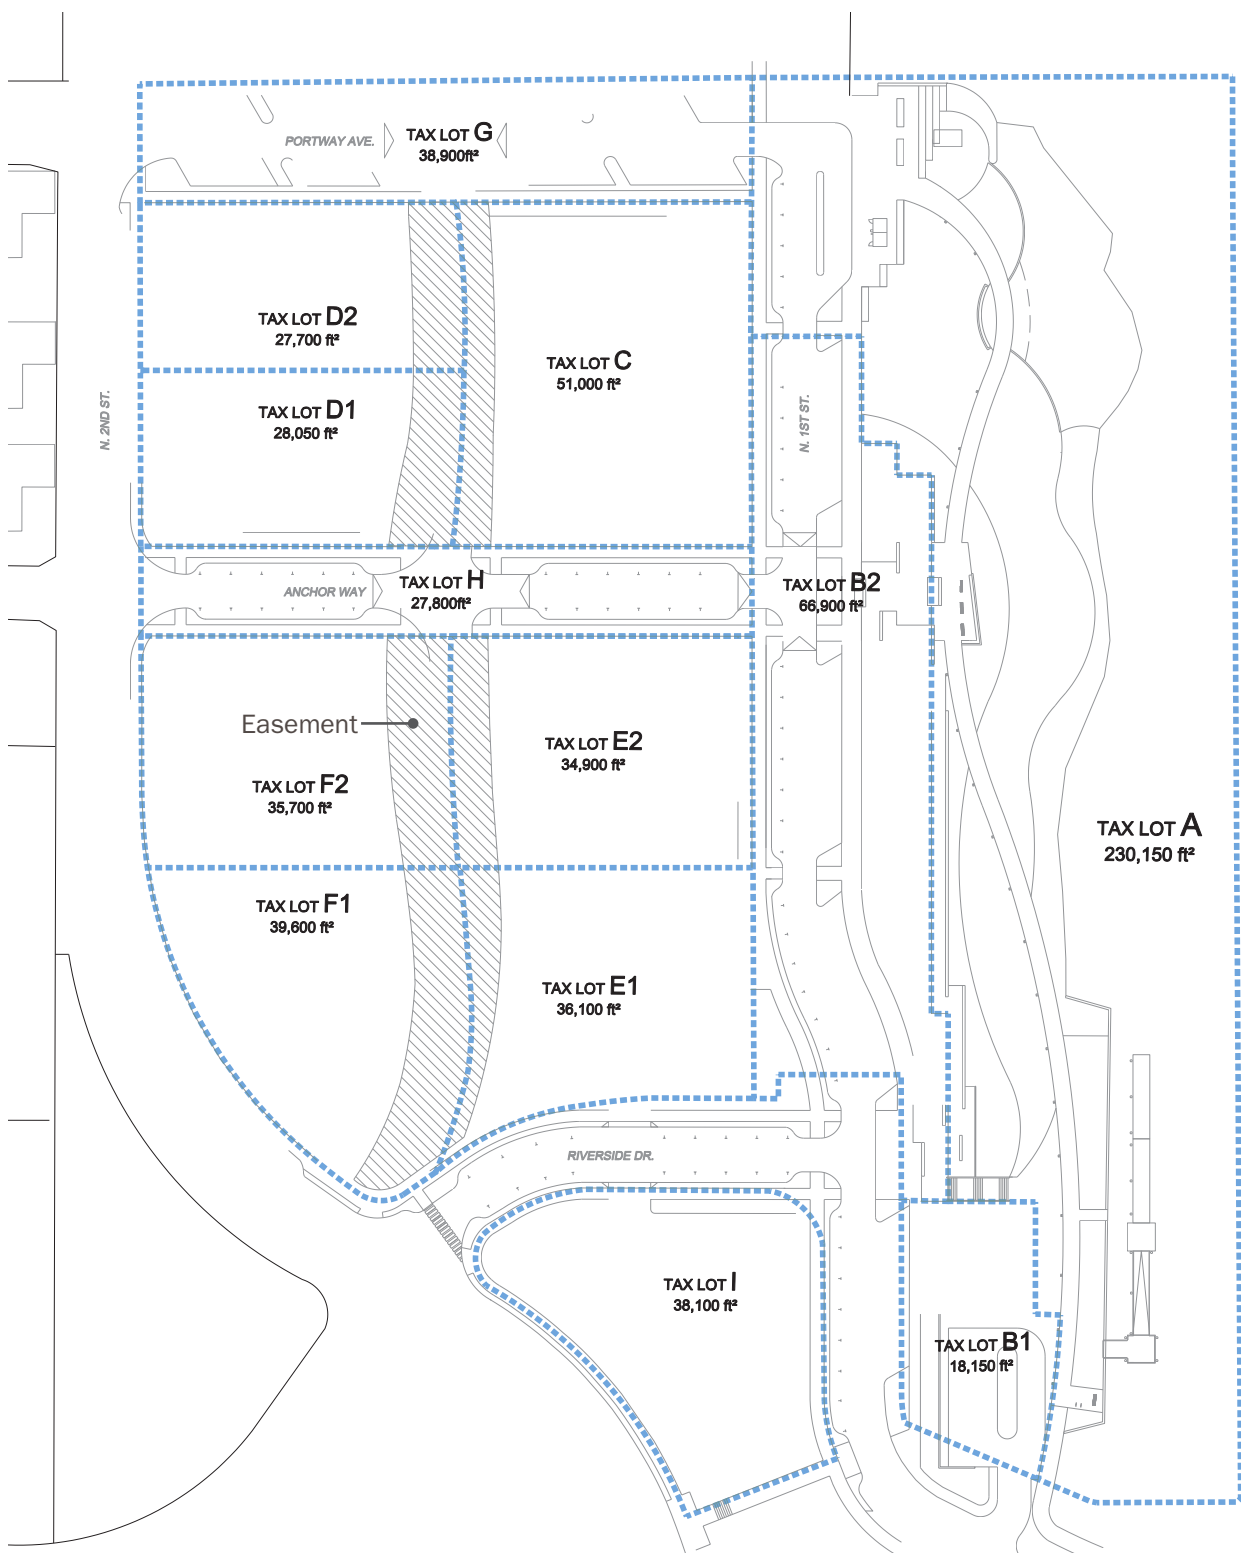 TAX LOT G
38,900ft²
PORTWAY AVE.
TAX LOT D2
27,700 ft²
TAX LOT C
51,000 ft²
TAX LOT D1
28,050 ft²
N. 2ND ST.
N. 1ST ST.
TAX LOT H
27,800ft²
ANCHOR WAY
TAX LOT B2
66,900 ft²
Easement
TAX LOT E2
34,900 ft²
TAX LOT F2
35,700 ft²
TAX LOT A
230,150 ft²
TAX LOT F1
39,600 ft²
TAX LOT E1
36,100 ft²
RIVERSIDE DR.
TAX LOT I
38,100 ft²
TAX LOT B1
18,150 ft²